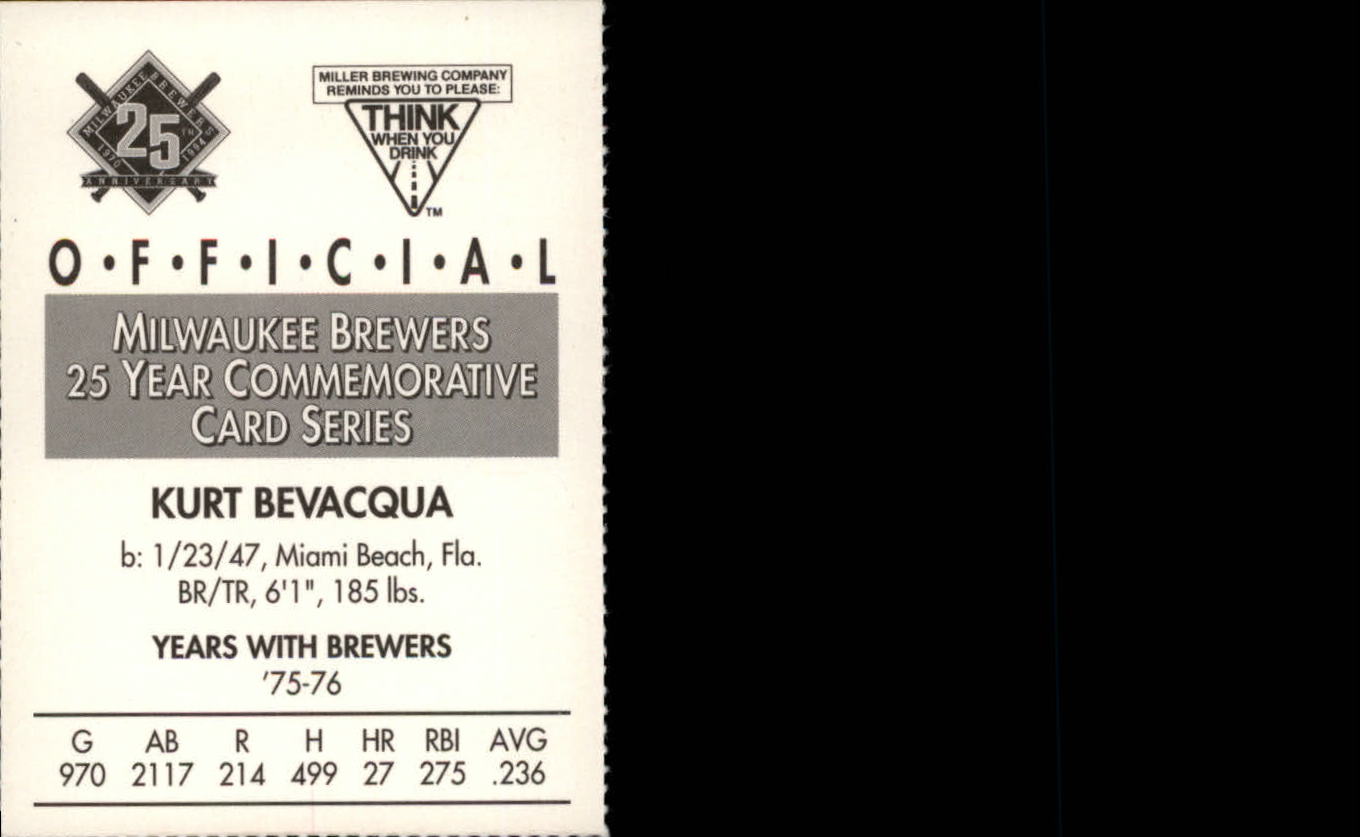 MILWAUKEE BREWERS
25TH
1970 1994
ANNIVERSARY
MILLER BREWING COMPANY
REMINDS YOU TO PLEASE:
THINK
WHEN YOU
DRINK
TM
O•F•F•I•C•I•A•L
MILWAUKEE BREWERS
25 YEAR COMMEMORATIVE
CARD SERIES
KURT BEVACQUA
b: 1/23/47, Miami Beach, Fla.
BR/TR, 6'1", 185 lbs.
YEARS WITH BREWERS
'75-76
G AB R H HR RBI AVG
970 2117 214 499 27 275 .236